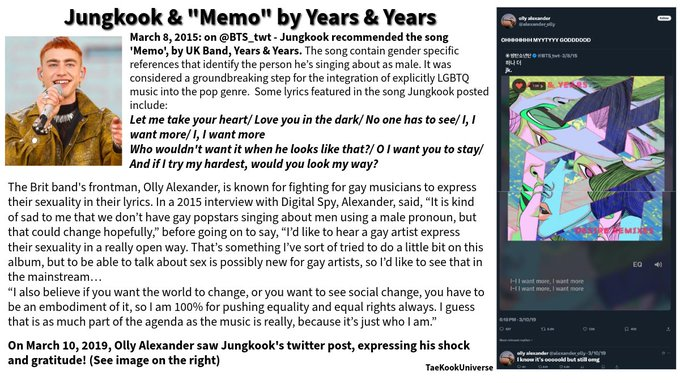 Jungkook & "Memo" by Years & Years
March 8, 2015: on @BTS_twt - Jungkook recommended the song
'Memo', by UK Band, Years & Years. The song contain gender specific
references that identify the person he's singing about as male. It was
considered a groundbreaking step for the integration of explicitly LGBTQ
music into the pop genre.  Some lyrics featured in the song Jungkook posted
include:
Let me take your heart/ Love you in the dark/ No one has to see/ I, I
want more/ I, I want more
Who wouldn't want it when he looks like that?/ O I want you to stay/
And if I try my hardest, would you look my way?
The Brit band's frontman, Olly Alexander, is known for fighting for gay musicians to express
their sexuality in their lyrics. In a 2015 interview with Digital Spy, Alexander, said, “It is kind
of sad to me that we don’t have gay popstars singing about men using a male pronoun, but
that could change hopefully,” before going on to say, “I’d like to hear a gay artist express
their sexuality in a really open way. That’s something I’ve sort of tried to do a little bit on this
album, but to be able to talk about sex is possibly new for gay artists, so I’d like to see that in
the mainstream…
“I also believe if you want the world to change, or you want to see social change, you have to
be an embodiment of it, so I am 100% for pushing equality and equal rights always. I guess
that is as much part of the agenda as the music is really, because it’s just who I am.”
On March 10, 2019, Olly Alexander saw Jungkook's twitter post, expressing his shock
and gratitude! (See image on the right)
TaeKookUniverse
olly alexander
@alexander_olly
Follow
OHHHHHHH MYYTYYY GODDDDDD
방탄소년단 @BTS_twt · 3/8/15
하나 더
jk.
& YEARS
DESIRE REMIXES
EQ
I-I I want more, I want more
I-I I want more, I want more
6:15 PM · 3/10/19
olly alexander @alexander_olly · 3/10/19
I know it's oooold but still omg